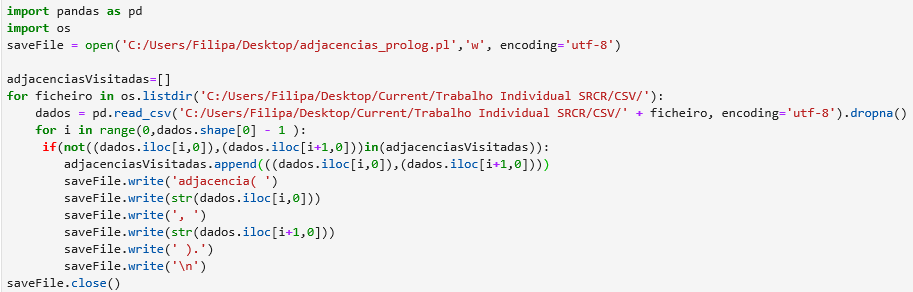 import pandas as pd
import os
saveFile = open('C:/Users/Filipa/Desktop/adjacencias_prolog.pl','w', encoding='utf-8')

adjacenciasVisitadas=[]
for ficheiro in os.listdir('C:/Users/Filipa/Desktop/Current/Trabalho Individual SRCR/CSV/'):
    dados = pd.read_csv('C:/Users/Filipa/Desktop/Current/Trabalho Individual SRCR/CSV/' + ficheiro, encoding='utf-8').dropna()
    for i in range(0,dados.shape[0] - 1 ):
     if(not((dados.iloc[i,0]),(dados.iloc[i+1,0]))in(adjacenciasVisitadas)):
        adjacenciasVisitadas.append(((dados.iloc[i,0]),(dados.iloc[i+1,0])))
        saveFile.write('adjacencia( ')
        saveFile.write(str(dados.iloc[i,0]))
        saveFile.write(', ')
        saveFile.write(str(dados.iloc[i+1,0]))
        saveFile.write(' ).')
        saveFile.write('\n')
saveFile.close()